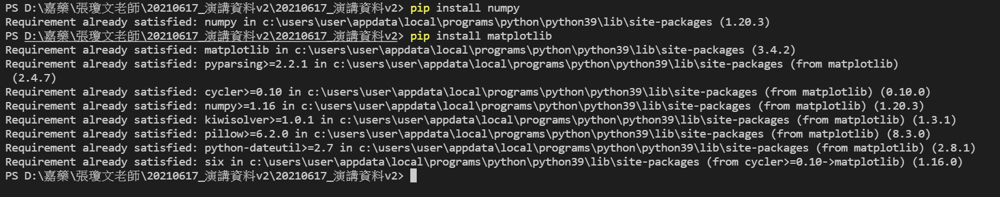 PS D:\嘉藥\張瓊文老師\20210617_演講資料v2\20210617_演講資料v2> pip install numpy
Requirement already satisfied: numpy in c:\users\user\appdata\local\programs\python\python39\lib\site-packages (1.20.3)
PS D:\嘉藥\張瓊文老師\20210617_演講資料v2\20210617_演講資料v2> pip install matplotlib
Requirement already satisfied: matplotlib in c:\users\user\appdata\local\programs\python\python39\lib\site-packages (3.4.2)
Requirement already satisfied: pyparsing>=2.2.1 in c:\users\user\appdata\local\programs\python\python39\lib\site-packages (from matplotlib)
 (2.4.7)
Requirement already satisfied: cycler>=0.10 in c:\users\user\appdata\local\programs\python\python39\lib\site-packages (from matplotlib) (0.10.0)
Requirement already satisfied: numpy>=1.16 in c:\users\user\appdata\local\programs\python\python39\lib\site-packages (from matplotlib) (1.20.3)
Requirement already satisfied: kiwisolver>=1.0.1 in c:\users\user\appdata\local\programs\python\python39\lib\site-packages (from matplotlib) (1.3.1)
Requirement already satisfied: pillow>=6.2.0 in c:\users\user\appdata\local\programs\python\python39\lib\site-packages (from matplotlib) (8.3.0)
Requirement already satisfied: python-dateutil>=2.7 in c:\users\user\appdata\local\programs\python\python39\lib\site-packages (from matplotlib) (2.8.1)
Requirement already satisfied: six in c:\users\user\appdata\local\programs\python\python39\lib\site-packages (from cycler>=0.10->matplotlib) (1.16.0)
PS D:\嘉藥\張瓊文老師\20210617_演講資料v2\20210617_演講資料v2>